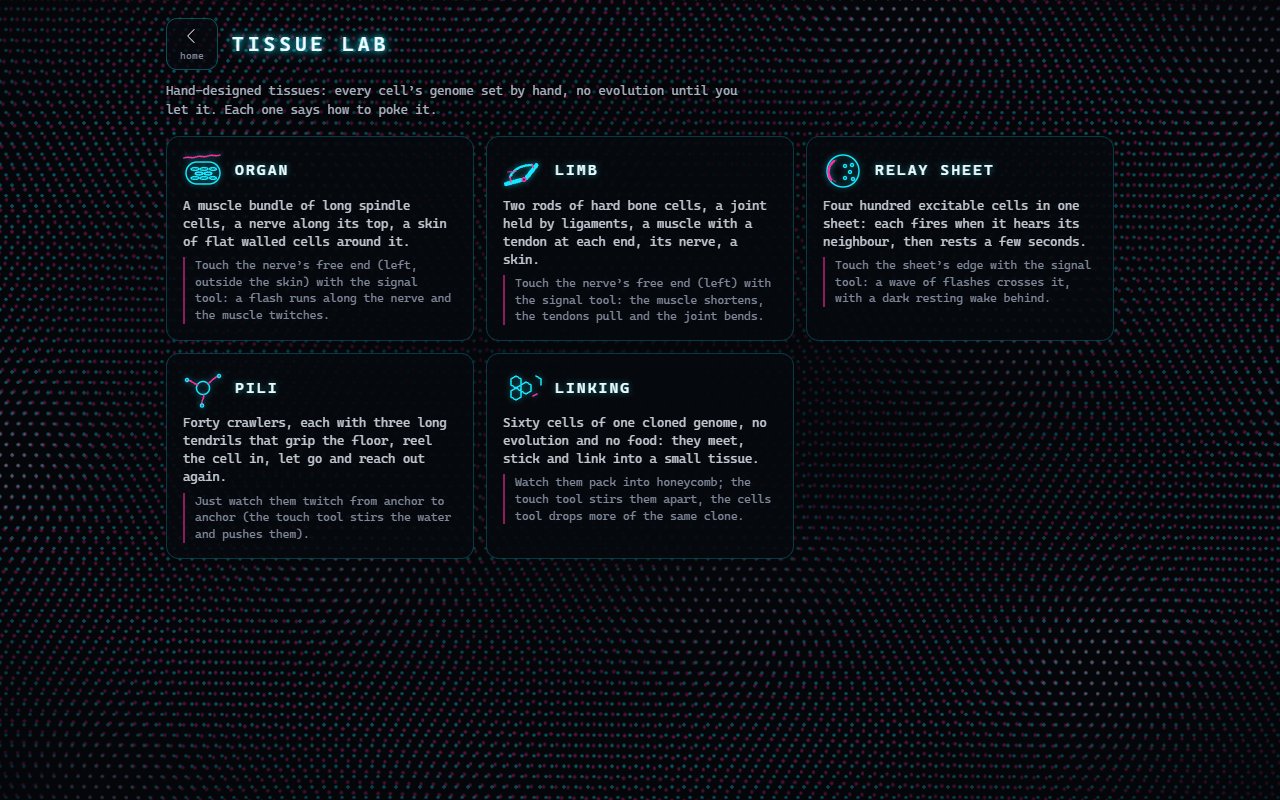 home
TISSUE LAB
Hand-designed tissues: every cell's genome set by hand, no evolution until you
let it. Each one says how to poke it.
ORGAN
A muscle bundle of long spindle
cells, a nerve along its top, a skin
of flat walled cells around it.
Touch the nerve's free end (left,
outside the skin) with the signal
tool: a flash runs along the nerve and
the muscle twitches.
LIMB
Two rods of hard bone cells, a joint
held by ligaments, a muscle with a
tendon at each end, its nerve, a
skin.
Touch the nerve's free end (left) with
the signal tool: the muscle shortens,
the tendons pull and the joint bends.
RELAY SHEET
Four hundred excitable cells in one
sheet: each fires when it hears its
neighbour, then rests a few seconds.
Touch the sheet's edge with the signal
tool: a wave of flashes crosses it,
with a dark resting wake behind.
PILI
Forty crawlers, each with three long
tendrils that grip the floor, reel
the cell in, let go and reach out
again.
Just watch them twitch from anchor to
anchor (the touch tool stirs the water
and pushes them).
LINKING
Sixty cells of one cloned genome, no
evolution and no food: they meet,
stick and link into a small tissue.
Watch them pack into honeycomb; the
touch tool stirs them apart, the cells
tool drops more of the same clone.